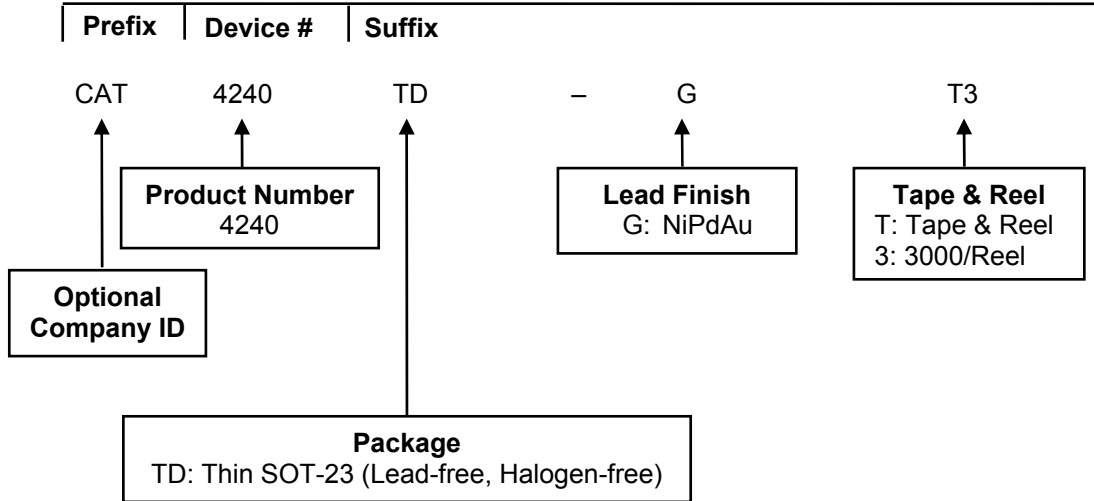 Prefix Device # Suffix
CAT 4240 TD – G T3
Product Number
4240
Lead Finish
G: NiPdAu
Tape & Reel
T: Tape & Reel
3: 3000/Reel
Optional
Company ID
Package
TD: Thin SOT-23 (Lead-free, Halogen-free)